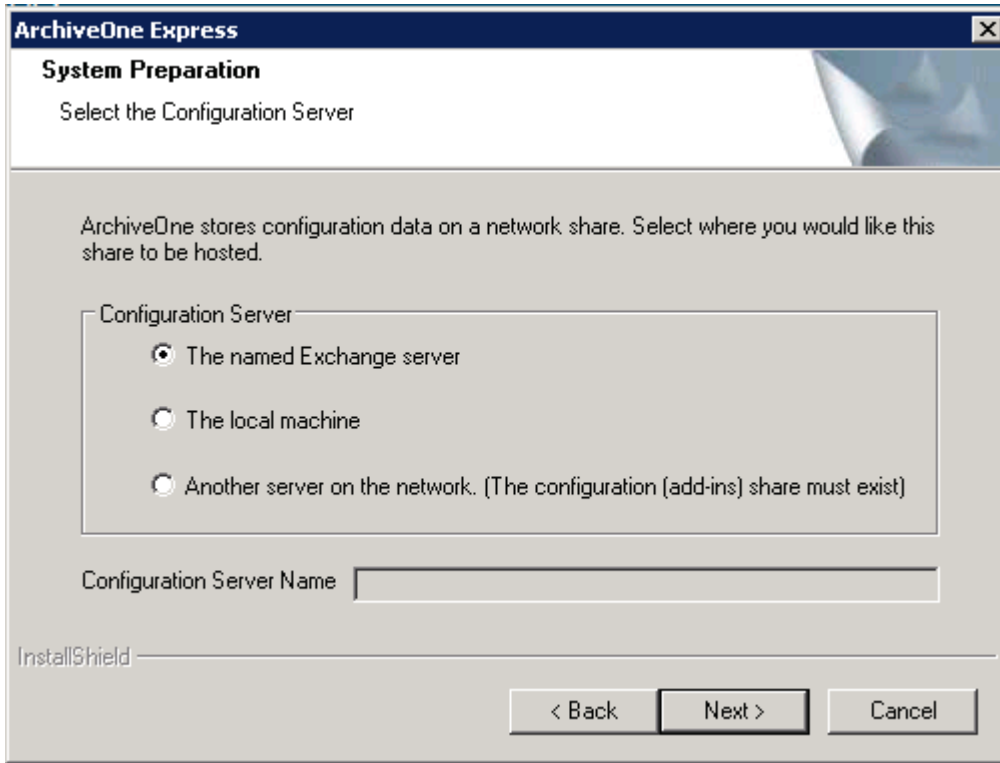 ArchiveOne Express
System Preparation
Select the Configuration Server
ArchiveOne stores configuration data on a network share. Select where you would like this
share to be hosted.
Configuration Server
The named Exchange server
The local machine
Another server on the network. (The configuration (add-ins) share must exist)
Configuration Server Name
InstallShield
< Back Next > Cancel